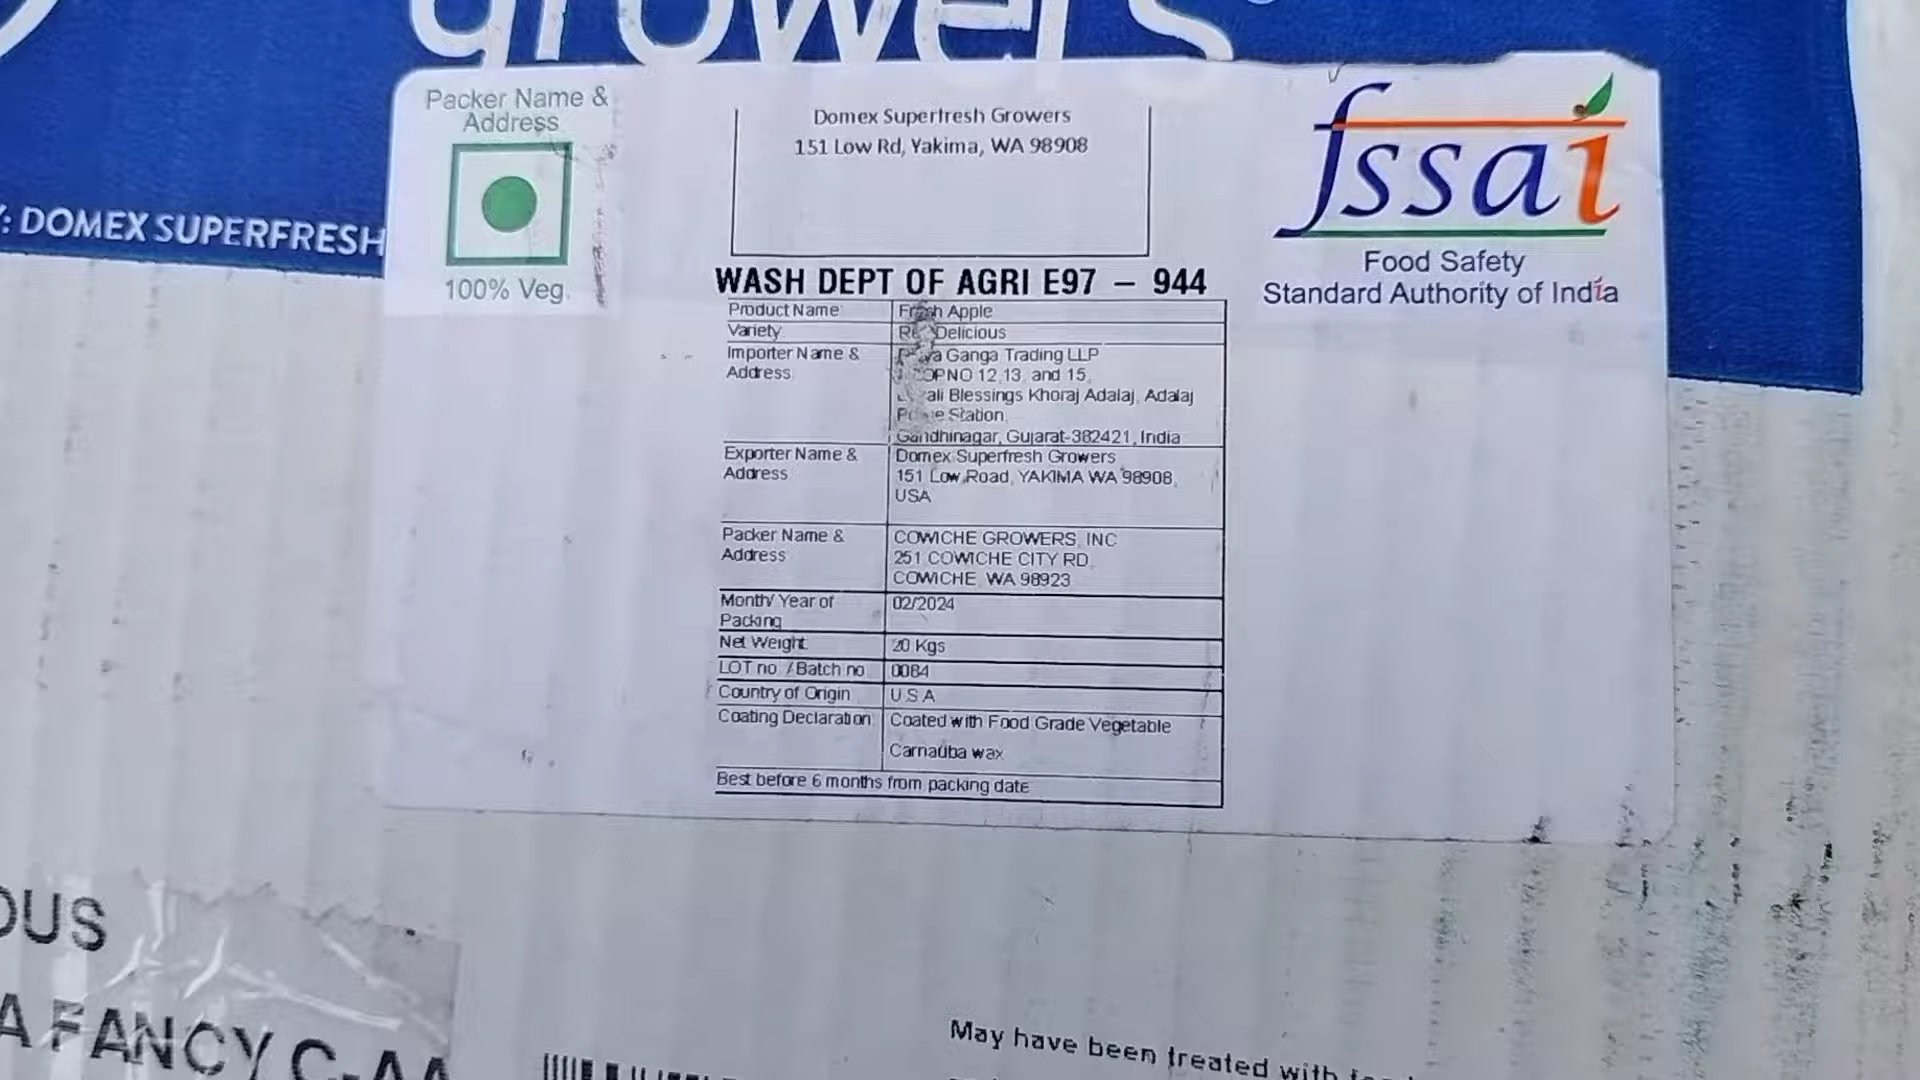 growers
: DOMEX SUPERFRESH
Packer Name &
Address
100% Veg.
Domex Superfresh Growers
151 Low Rd, Yakima, WA 98908
fssai
Food Safety
Standard Authority of India
WASH DEPT OF AGRI E97 – 944
Product Name Fresh Apple
Variety Red Delicious
Importer Name & Address Ganga Trading LLP
NO 12,13, and 15,
Blessings Khoraj Adalaj, Adalaj
Police Station,
Gandhinagar, Gujarat-382421, India
Exporter Name & Address Domex Superfresh Growers
151 Low Road, YAKIMA WA 98908,
USA
Packer Name & Address COWICHE GROWERS, INC
251 COWICHE CITY RD,
COWICHE, WA 98923
Month/ Year of Packing 02/2024
Net Weight 20 Kgs
LOT no. / Batch no 0084
Country of Origin U.S.A
Coating Declaration Coated with Food Grade Vegetable
Carnauba wax
Best before 6 months from packing date
OUS
A FANCY C-AA
May have been treated with